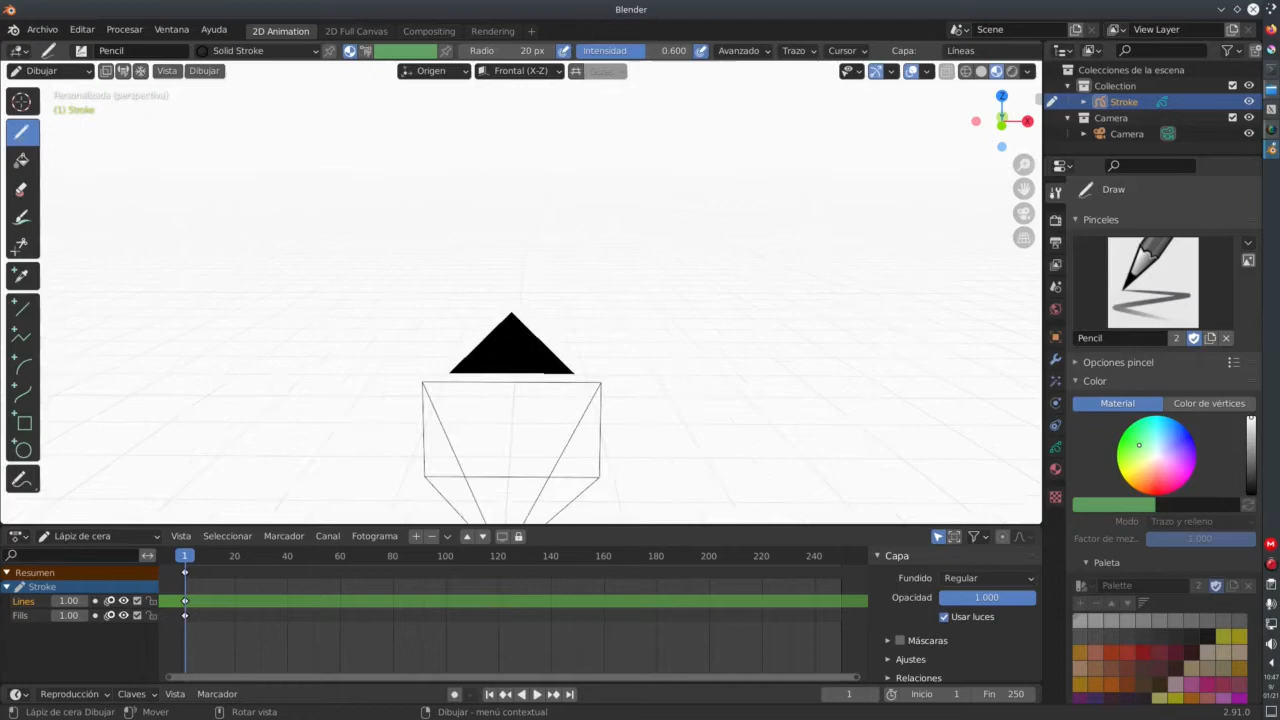 Blender
Archivo Editar Procesar Ventana Ayuda 2D Animation 2D Full Canvas Compositing Rendering + Scene View Layer
Pencil Solid Stroke Radio 20 px Intensidad 0.600 Avanzado Trazo Cursor Capa: Líneas
Dibujar Vista Dibujar Origen Frontal (X-Z)
Personalizada (perspectiva)
(1) Stroke
Z
X
Y
Colecciones de la escena
Collection
Stroke
Camera
Camera
Draw
Pinceles
Pencil 2
Opciones pincel
Color
Material Color de vértices
Modo Trazo y relleno
Factor de mez.. 1.000
Paleta
Palette 2
Lápiz de cera Vista Seleccionar Marcador Canal Fotograma
1 20 40 60 80 100 120 140 160 180 200 220 240
Resumen
Stroke
Lines 1.00
Fills 1.00
Capa
Fundido Regular
Opacidad 1.000
Usar luces
Máscaras
Ajustes
Relaciones
Reproducción Claves Vista Marcador 1 Inicio 1 Fin 250
Lápiz de cera Dibujar Mover Rotar vista Dibujar - menú contextual 2.91.0
10:47
9/
01/21